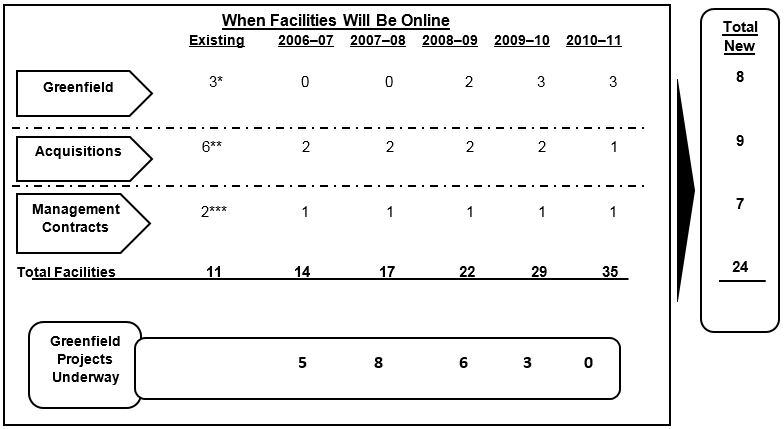 When Facilities Will Be Online
Existing 2006–07 2007–08 2008–09 2009–10 2010–11
Greenfield 3* 0 0 2 3 3
Acquisitions 6** 2 2 2 2 1
Management
Contracts 2*** 1 1 1 1 1
Total Facilities 11 14 17 22 29 35
Greenfield
Projects
Underway
5 8 6 3 0
Total
New
8
9
7
24